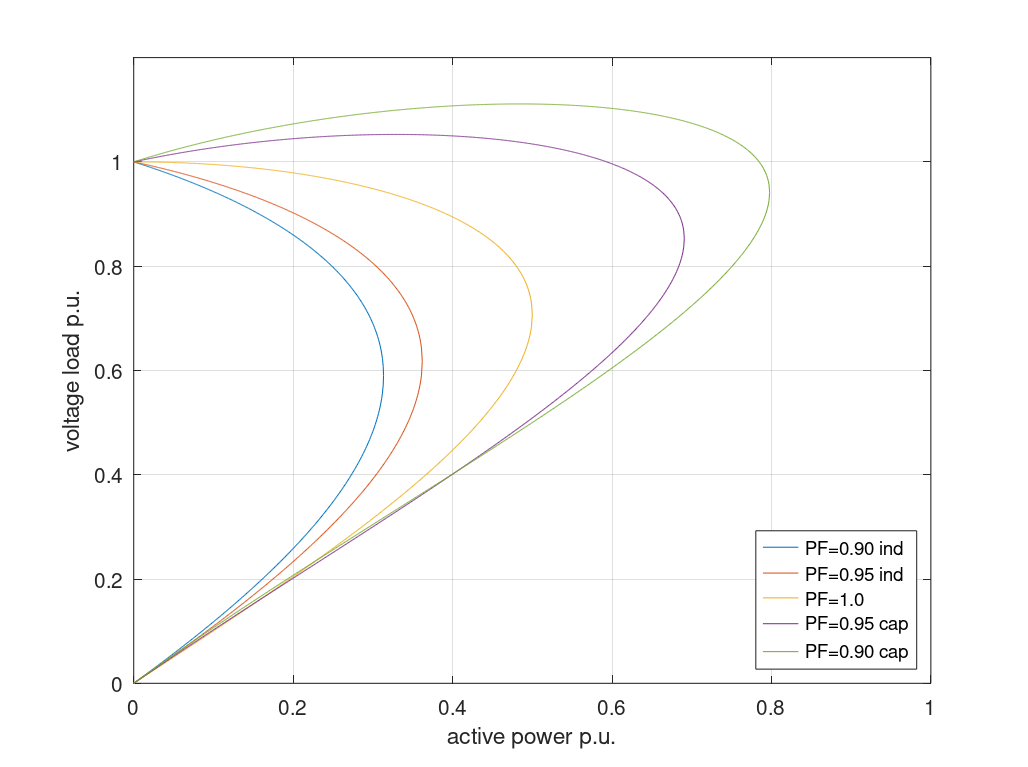 1
0.8
0.6
0.4
0.2
0
voltage load p.u.
0 0.2 0.4 0.6 0.8 1
active power p.u.
PF=0.90 ind
PF=0.95 ind
PF=1.0
PF=0.95 cap
PF=0.90 cap